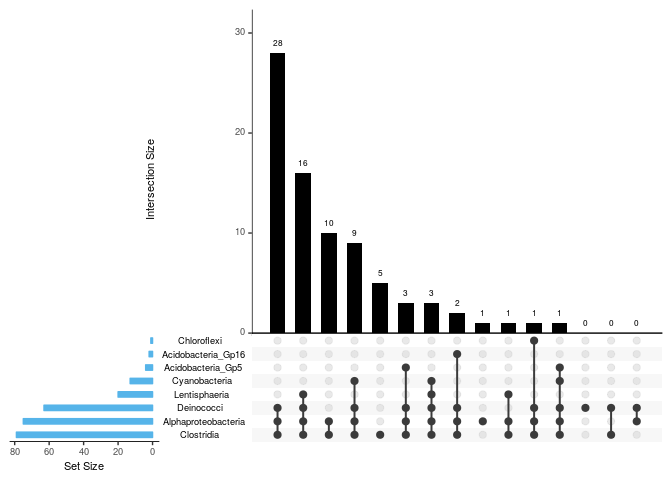 30
20
10
0
Intersection Size
28
16
10
9
5
3
3
2
1
1
1
1
0
0
0
Chloroflexi
Acidobacteria_Gp16
Acidobacteria_Gp5
Cyanobacteria
Lentisphaeria
Deinococci
Alphaproteobacteria
Clostridia
80 60 40 20 0
Set Size